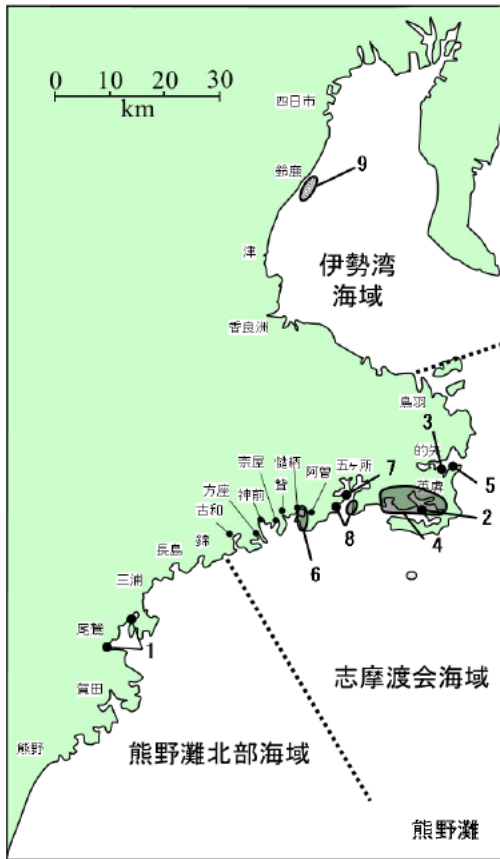 0 10 20 30
km
四日市
鈴鹿
9
津
伊勢湾
海域
香良洲
鳥羽
3
的矢
5
英虞
2
4
五ヶ所
7
8
阿曽
慥柄
贄
宗屋
神前
方座
古和
6
錦
長島
三浦
尾鷲
1
賀田
熊野
志摩渡会海域
熊野灘北部海域
熊野灘